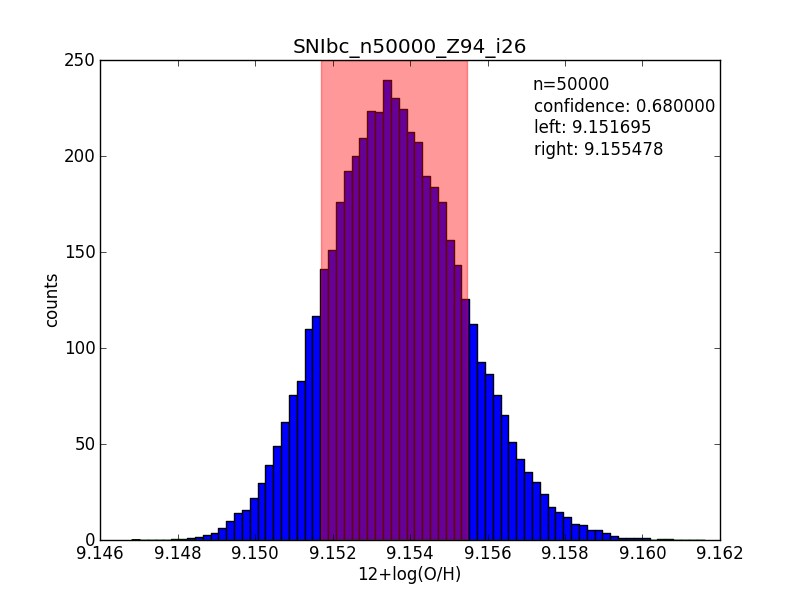 SNIbc_n50000_Z94_i26
250
200
150
100
50
0
counts
n=50000
confidence: 0.680000
left: 9.151695
right: 9.155478
9.146 9.148 9.150 9.152 9.154 9.156 9.158 9.160 9.162
12+log(O/H)